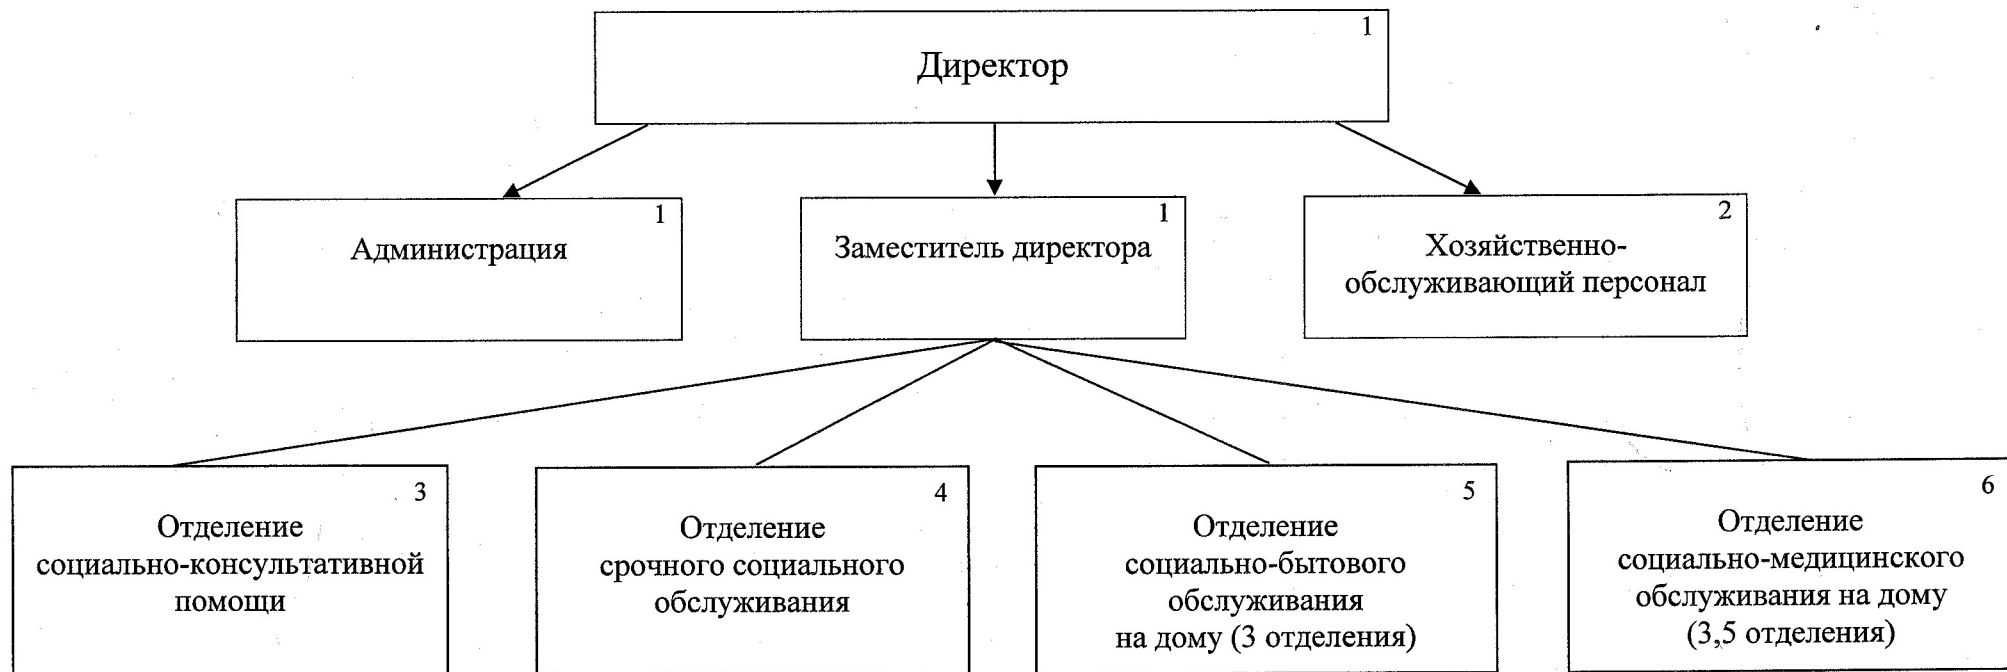 1
Директор
1
Администрация
1
Заместитель директора
2
Хозяйственно-
обслуживающий персонал
3
Отделение
социально-консультативной
помощи
4
Отделение
срочного социального
обслуживания
5
Отделение
социально-бытового
обслуживания
на дому (3 отделения)
6
Отделение
социально-медицинского
обслуживания на дому
(3,5 отделения)